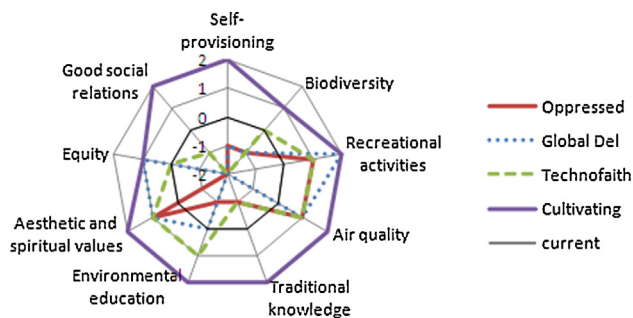 Self-
provisioning
Good social
relations
Biodiversity
2
1
0
-1
-2
Equity
Recreational
activities
Aesthetic and
spiritual values
Air quality
Environmental
education
Traditional
knowledge
Oppressed
Global Del
Technofaith
Cultivating
current